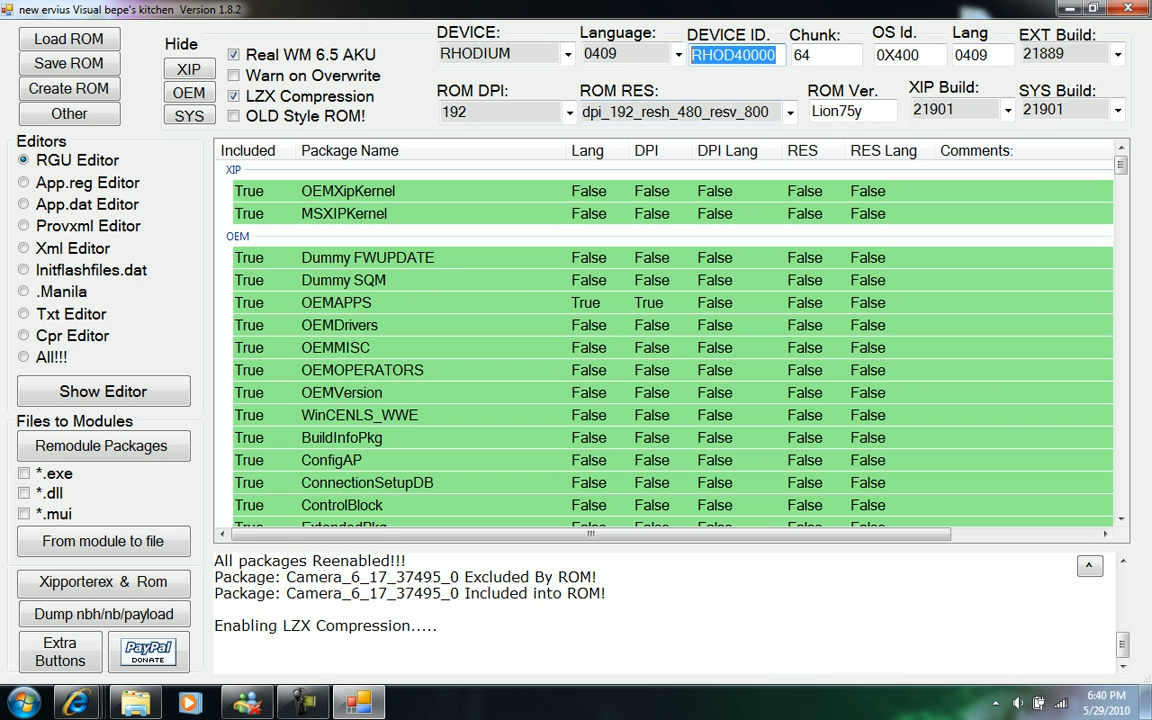 new ervius Visual bepe's kitchen Version 1.8.2
Load ROM
Save ROM
Create ROM
Other
Hide
XIP
OEM
SYS
Real WM 6.5 AKU
Warn on Overwrite
LZX Compression
OLD Style ROM!
DEVICE:
RHODIUM
Language:
0409
DEVICE ID.
RHOD40000
Chunk:
64
OS Id.
0X400
Lang
0409
EXT Build:
21889
ROM DPI:
192
ROM RES:
dpi_192_resh_480_resv_800
ROM Ver.
Lion75y
XIP Build:
21901
SYS Build:
21901
Editors
RGU Editor
App.reg Editor
App.dat Editor
Provxml Editor
Xml Editor
Initflashfiles.dat
.Manila
Txt Editor
Cpr Editor
All!!!
Show Editor
Files to Modules
Remodule Packages
*.exe
*.dll
*.mui
From module to file
Xipporterex & Rom
Dump nbh/nb/payload
Extra
Buttons
PayPal
DONATE
Included Package Name Lang DPI DPI Lang RES RES Lang Comments:
XIP
True OEMXipKernel False False False False False
True MSXIPKernel False False False False False
OEM
True Dummy FWUPDATE False False False False False
True Dummy SQM False False False False False
True OEMAPPS True True False False False
True OEMDrivers False False False False False
True OEMMISC False False False False False
True OEMOPERATORS False False False False False
True OEMVersion False False False False False
True WinCENLS_WWE False False False False False
True BuildInfoPkg False False False False False
True ConfigAP False False False False False
True ConnectionSetupDB False False False False False
True ControlBlock False False False False False
True ExtendedPkg False False False False False
All packages Reenabled!!!
Package: Camera_6_17_37495_0 Excluded By ROM!
Package: Camera_6_17_37495_0 Included into ROM!
Enabling LZX Compression.....
6:40 PM
5/29/2010